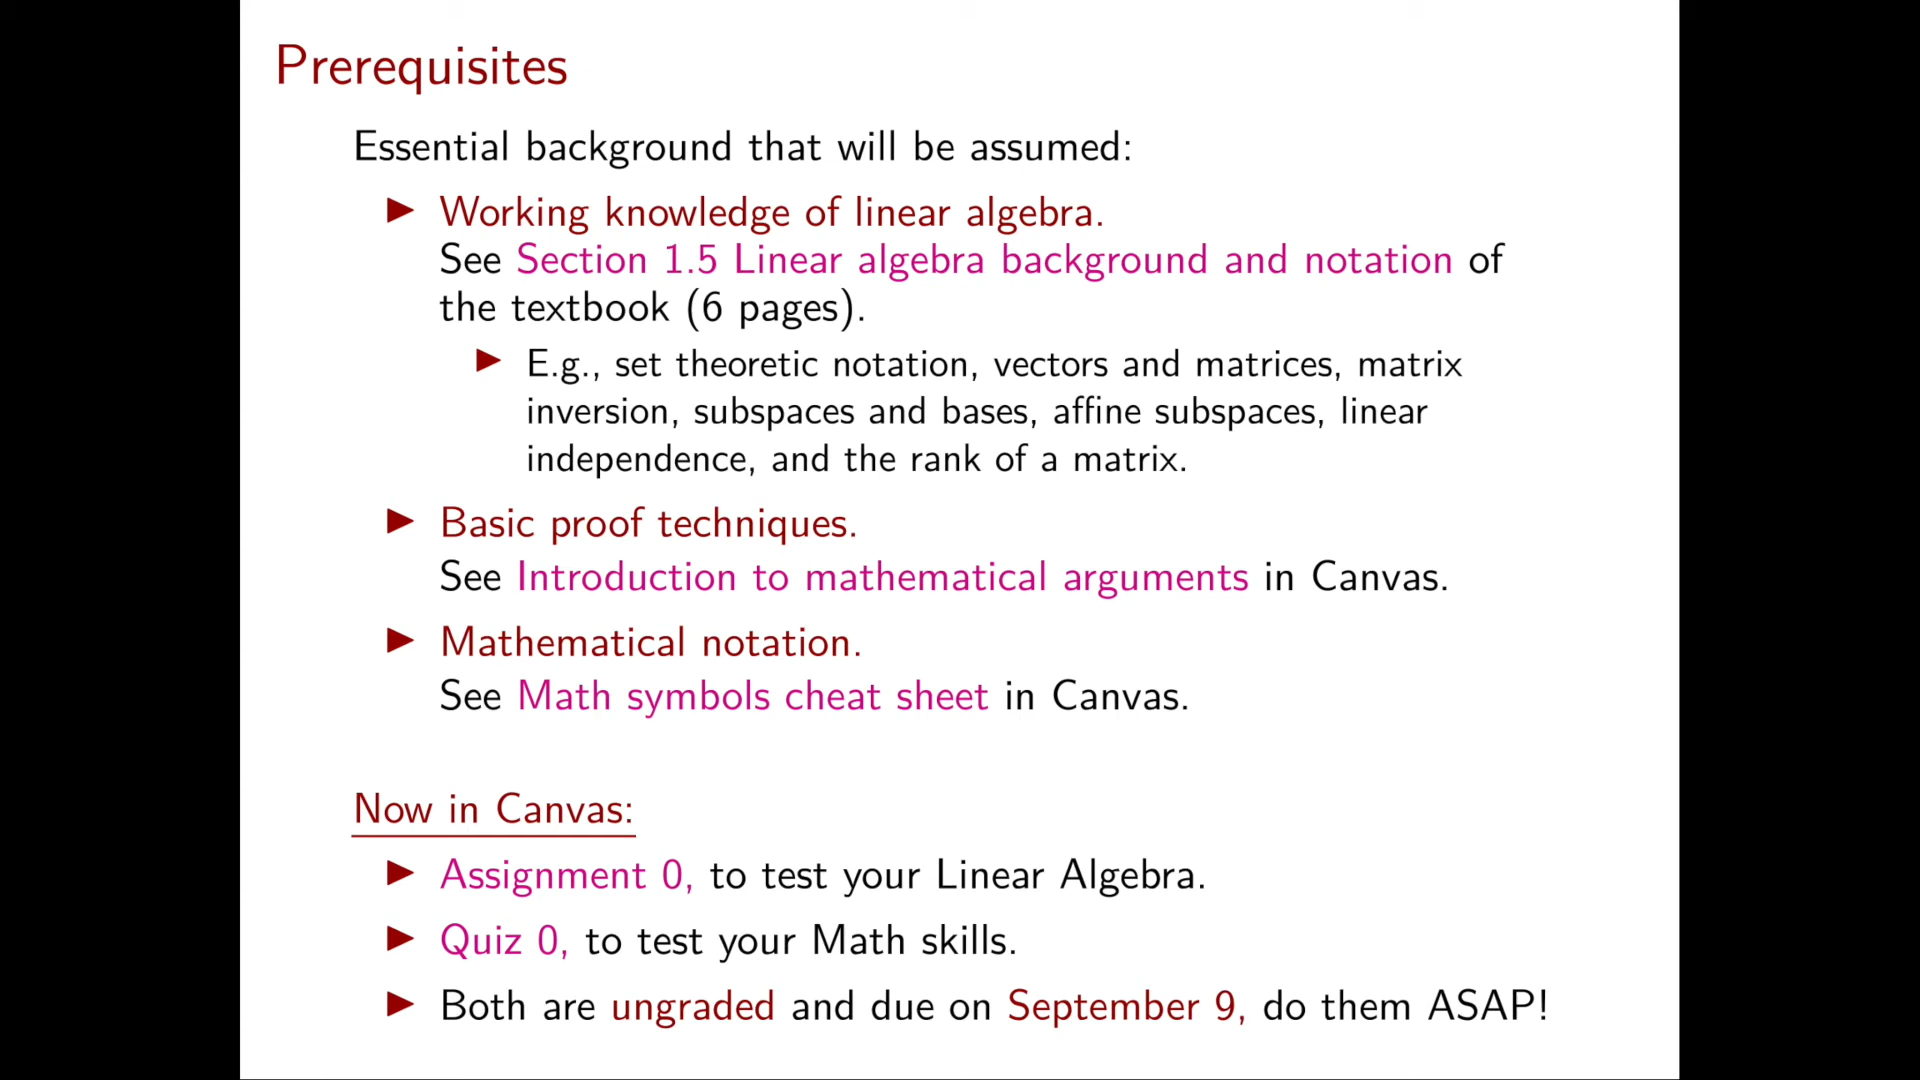 Prerequisites
Essential background that will be assumed:
▶ Working knowledge of linear algebra.
See Section 1.5 Linear algebra background and notation of
the textbook (6 pages).
▶ E.g., set theoretic notation, vectors and matrices, matrix
inversion, subspaces and bases, affine subspaces, linear
independence, and the rank of a matrix.
▶ Basic proof techniques.
See Introduction to mathematical arguments in Canvas.
▶ Mathematical notation.
See Math symbols cheat sheet in Canvas.
Now in Canvas:
▶ Assignment 0, to test your Linear Algebra.
▶ Quiz 0, to test your Math skills.
▶ Both are ungraded and due on September 9, do them ASAP!